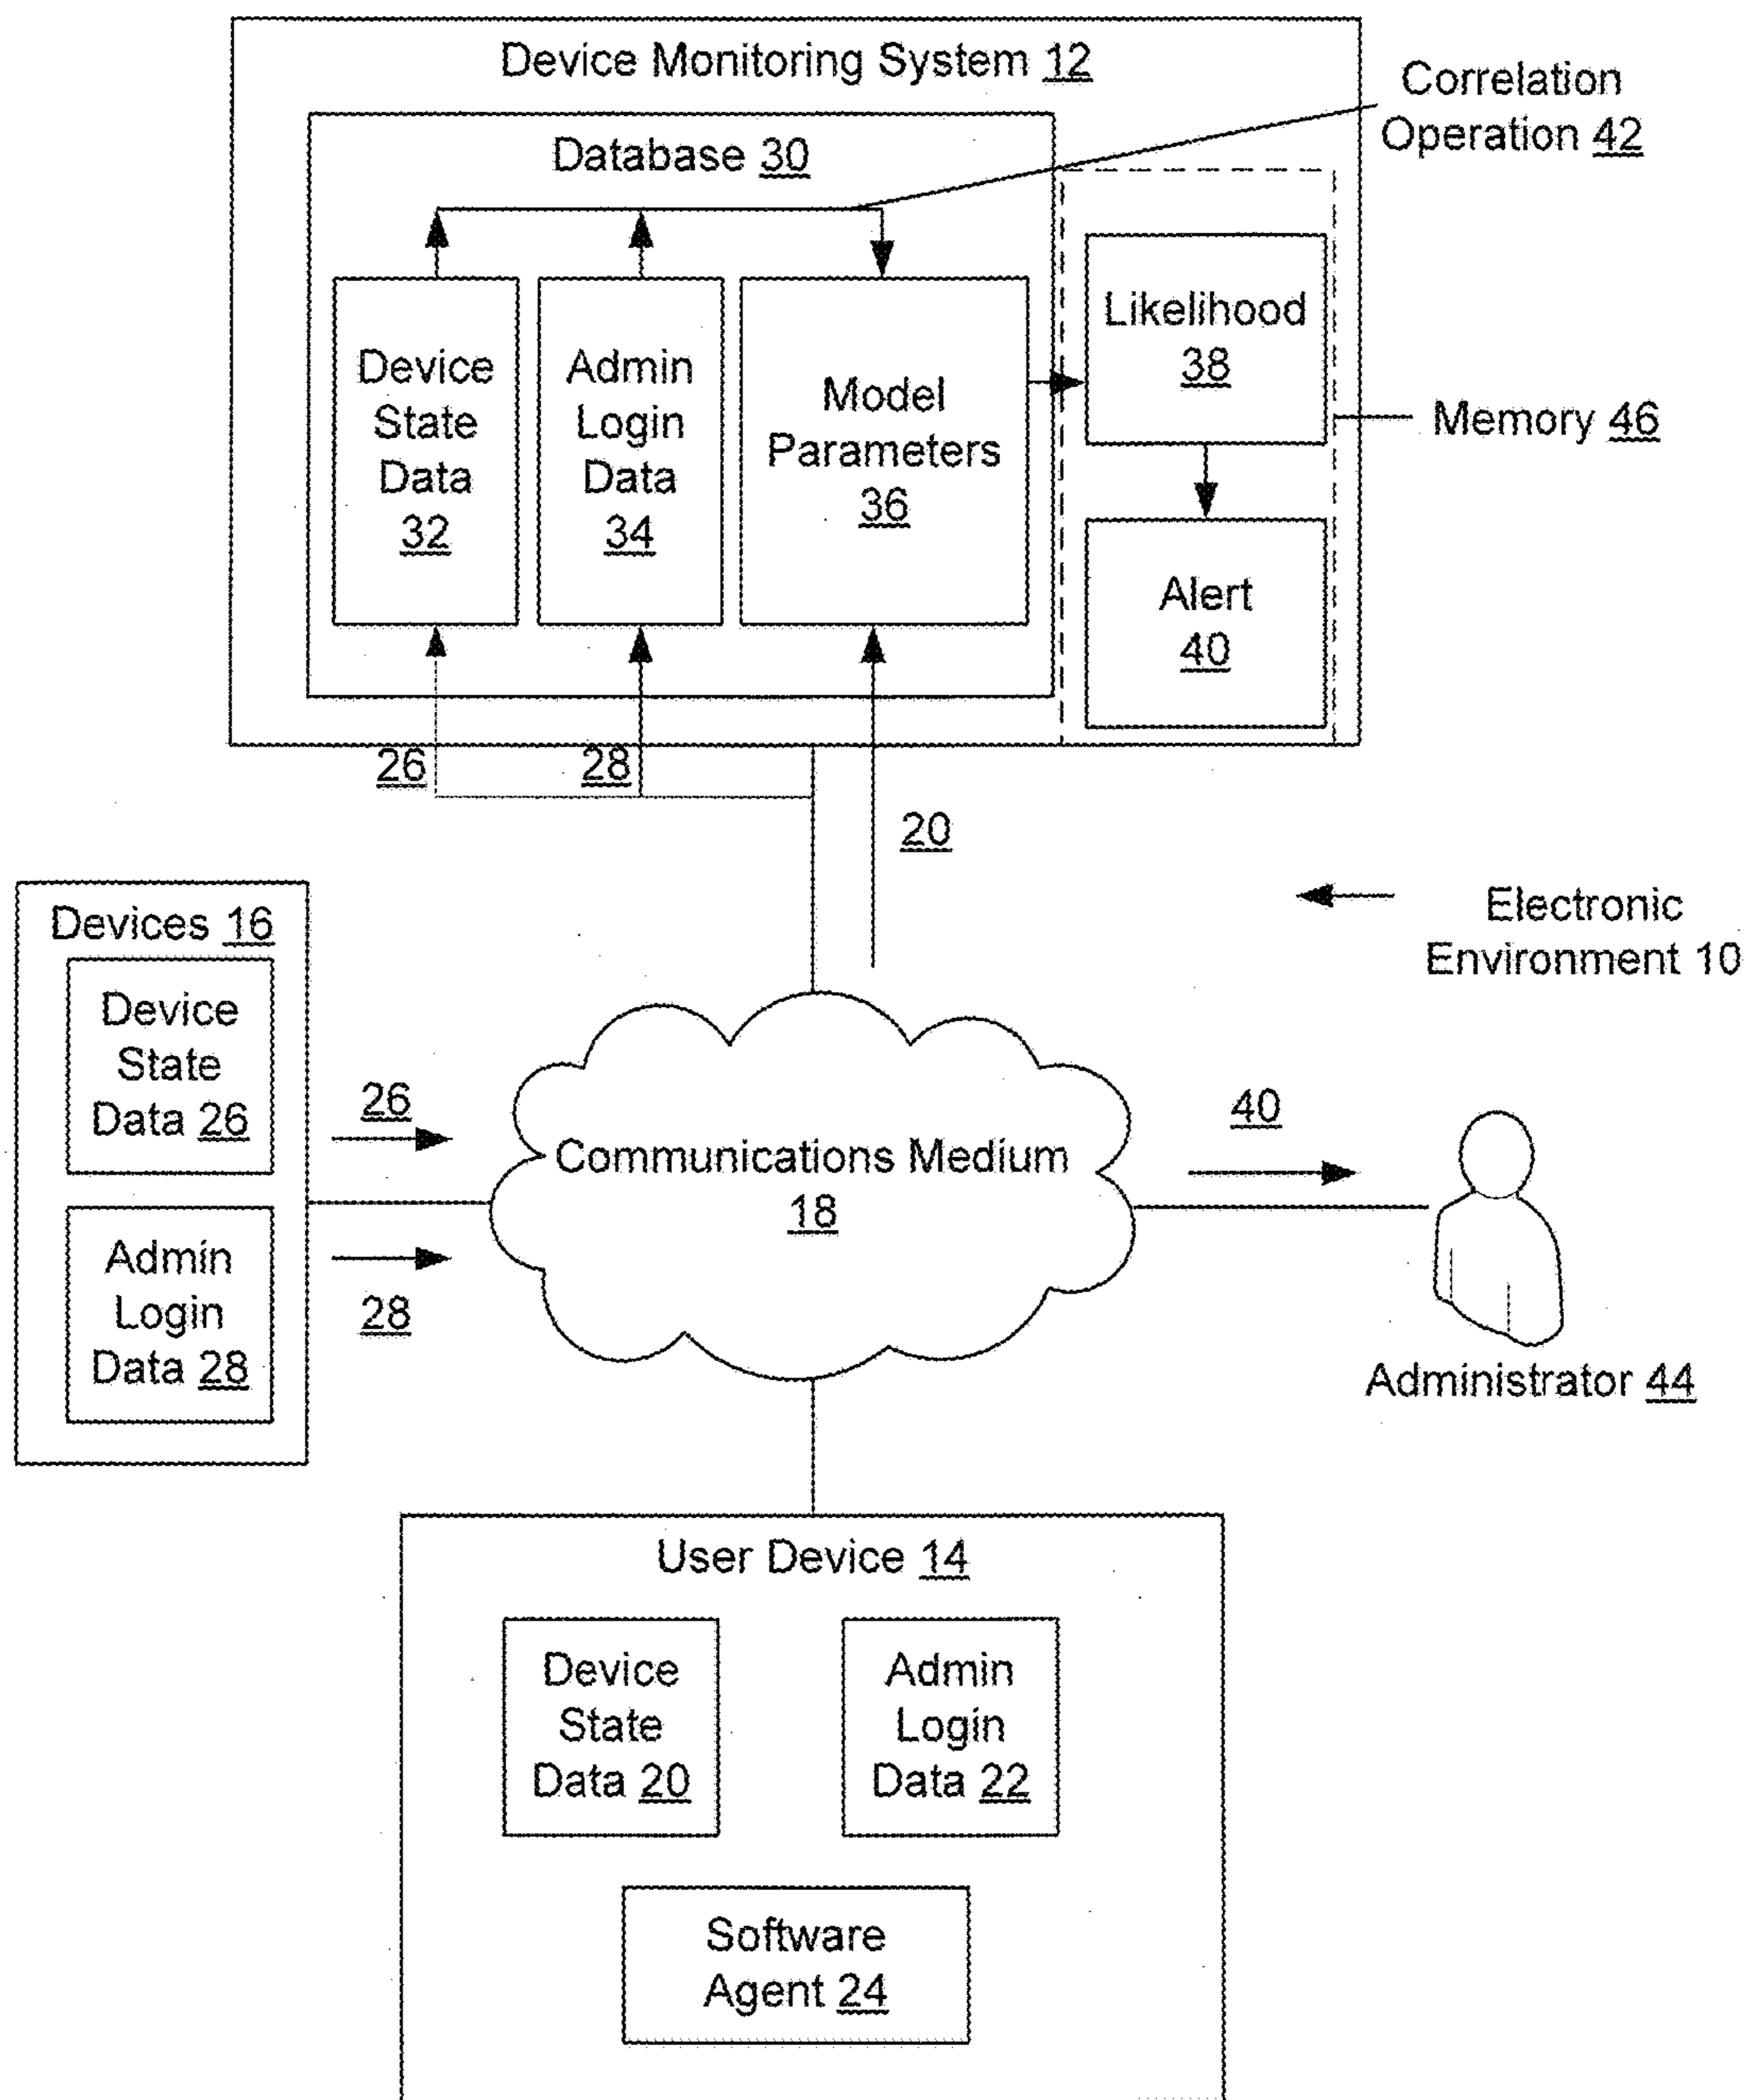 Device Monitoring System 12
Correlation
Operation 42
Database 30
Device
State
Data
32
Admin
Login
Data
34
Model
Parameters
36
Likelihood
38
Memory 46
Alert
40
26
28
20
Electronic
Environment 10
Devices 16
Device
State
Data 26
Admin
Login
Data 28
26
28
Communications Medium
18
40
Administrator 44
User Device 14
Device
State
Data 20
Admin
Login
Data 22
Software
Agent 24